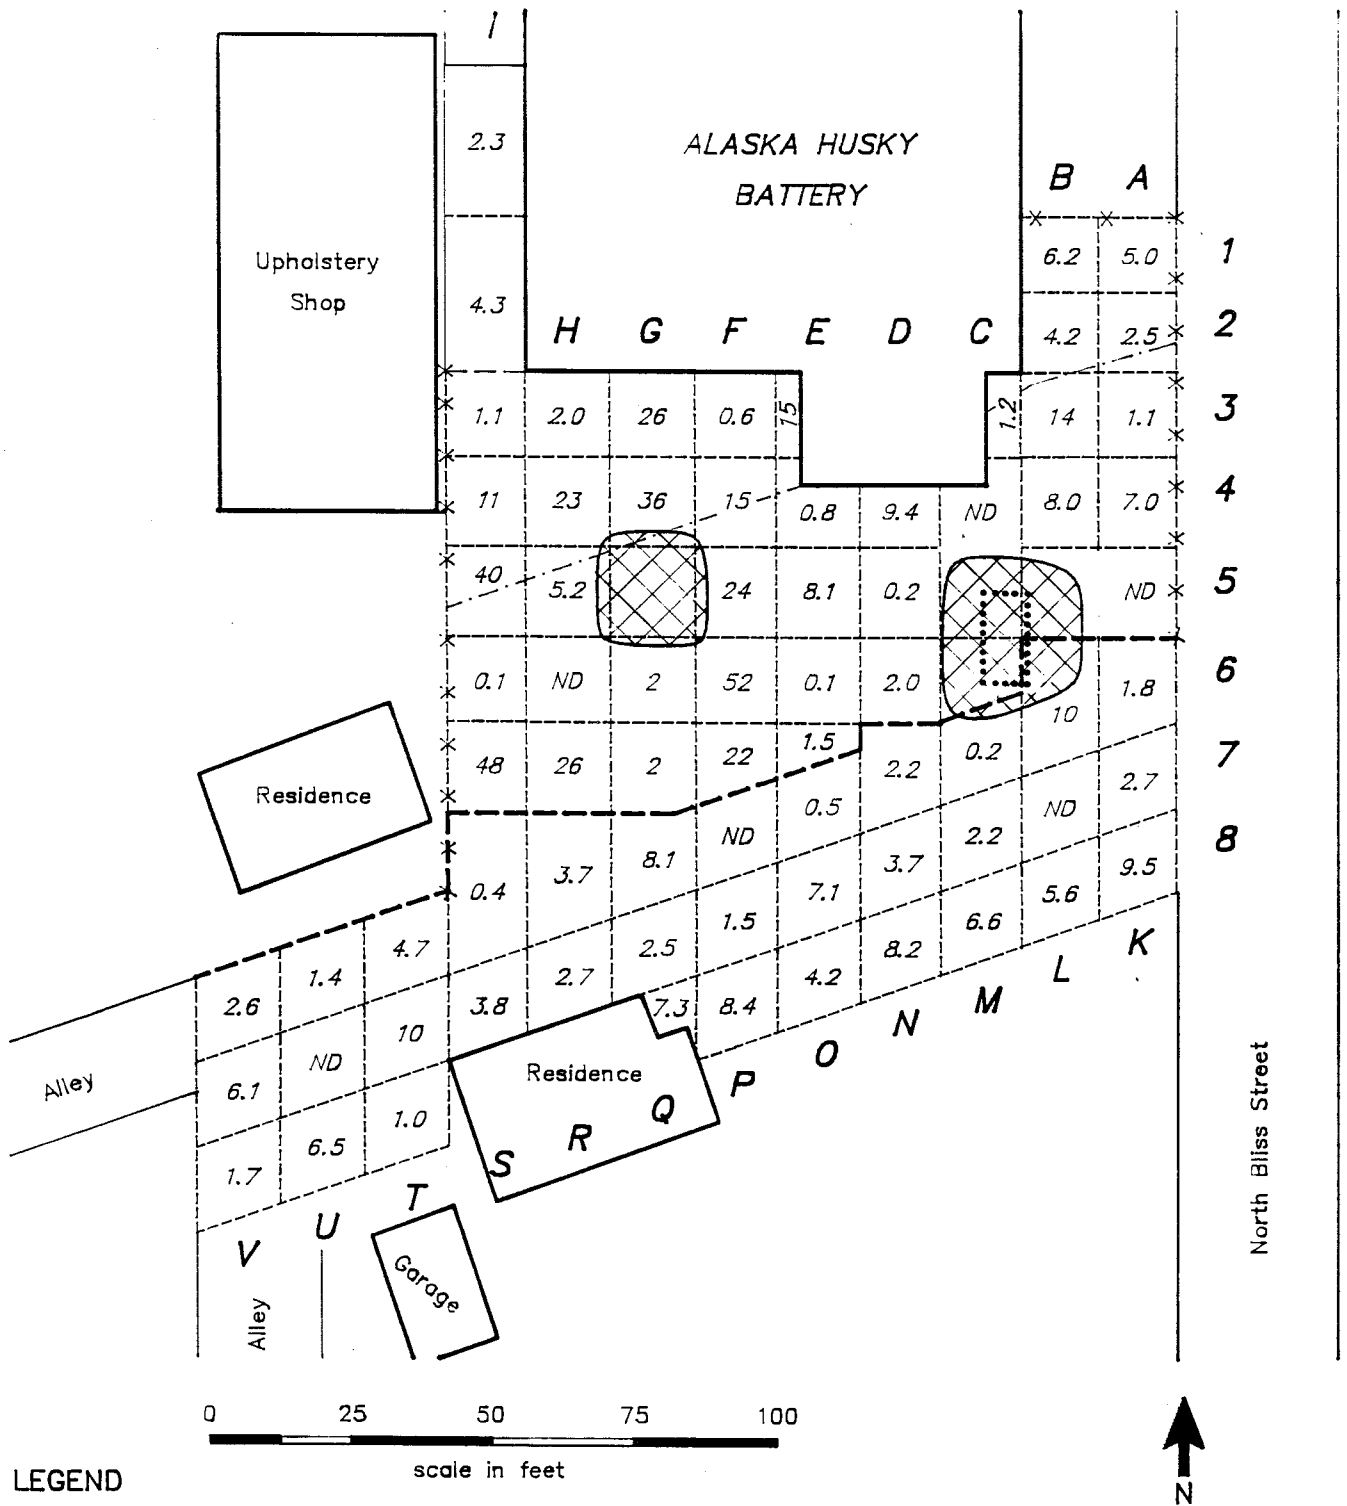 I
2.3
ALASKA HUSKY
BATTERY
B A
6.2 5.0 1
Upholstery
Shop
4.3
H G F E D C
4.2 2.5 2
1.1 2.0 26 0.6 15 1.2 14 1.1 3
11 23 36 15 0.8 9.4 ND 8.0 7.0 4
40 5.2 24 8.1 0.2 ND 5
0.1 ND 2 52 0.1 2.0 10 1.8 6
Residence
48 26 2 22 1.5 2.2 0.2 2.7 7
0.5 ND
ND 2.2 8
0.4 3.7 8.1 7.1 3.7 5.6 9.5
4.7 2.5 1.5 8.2 6.6 K
1.4 2.7 4.2 L
2.6 3.8 7.3 8.4 M
10 N
ND Residence O
Alley 6.1 Q P
1.0 R
6.5 S
1.7 T
U
V
Garage
Alley
North Bliss Street
0 25 50 75 100
scale in feet
LEGEND
N